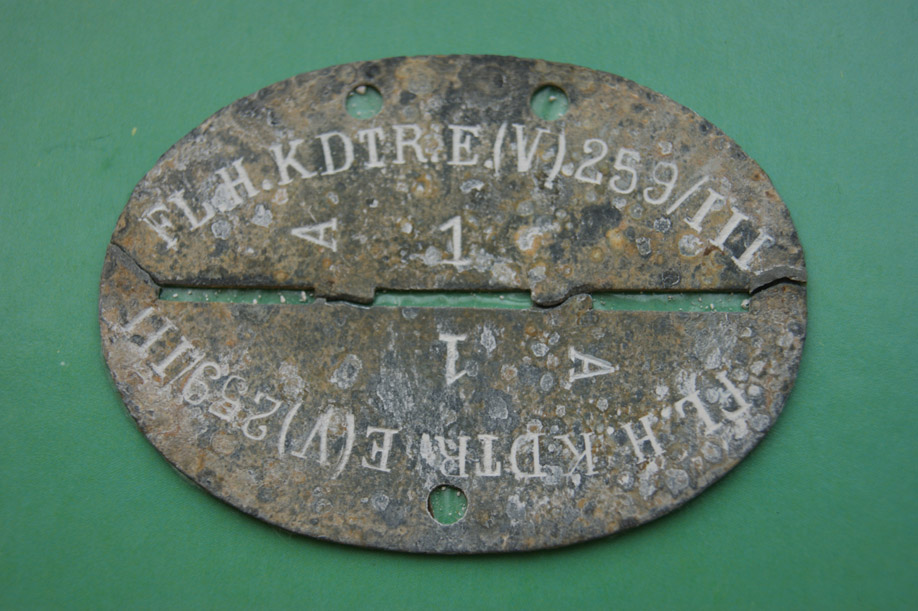 FL.H.KDTR.E.(V).259/III
A 1
1 A
FL.H.KDTR.E(V)259/III